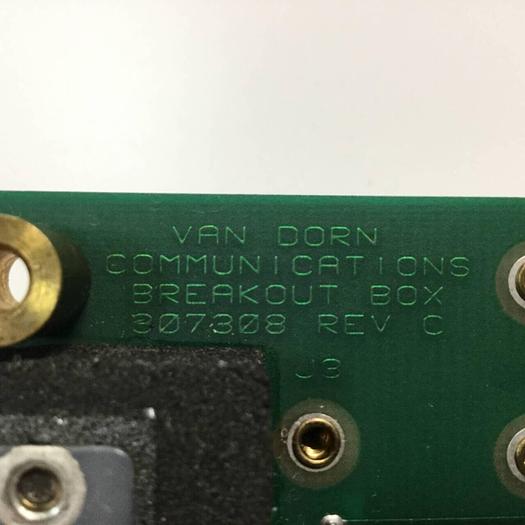 VAN DORN
COMMUNICATIONS
BREAKOUT BOX
307308 REV C
J3